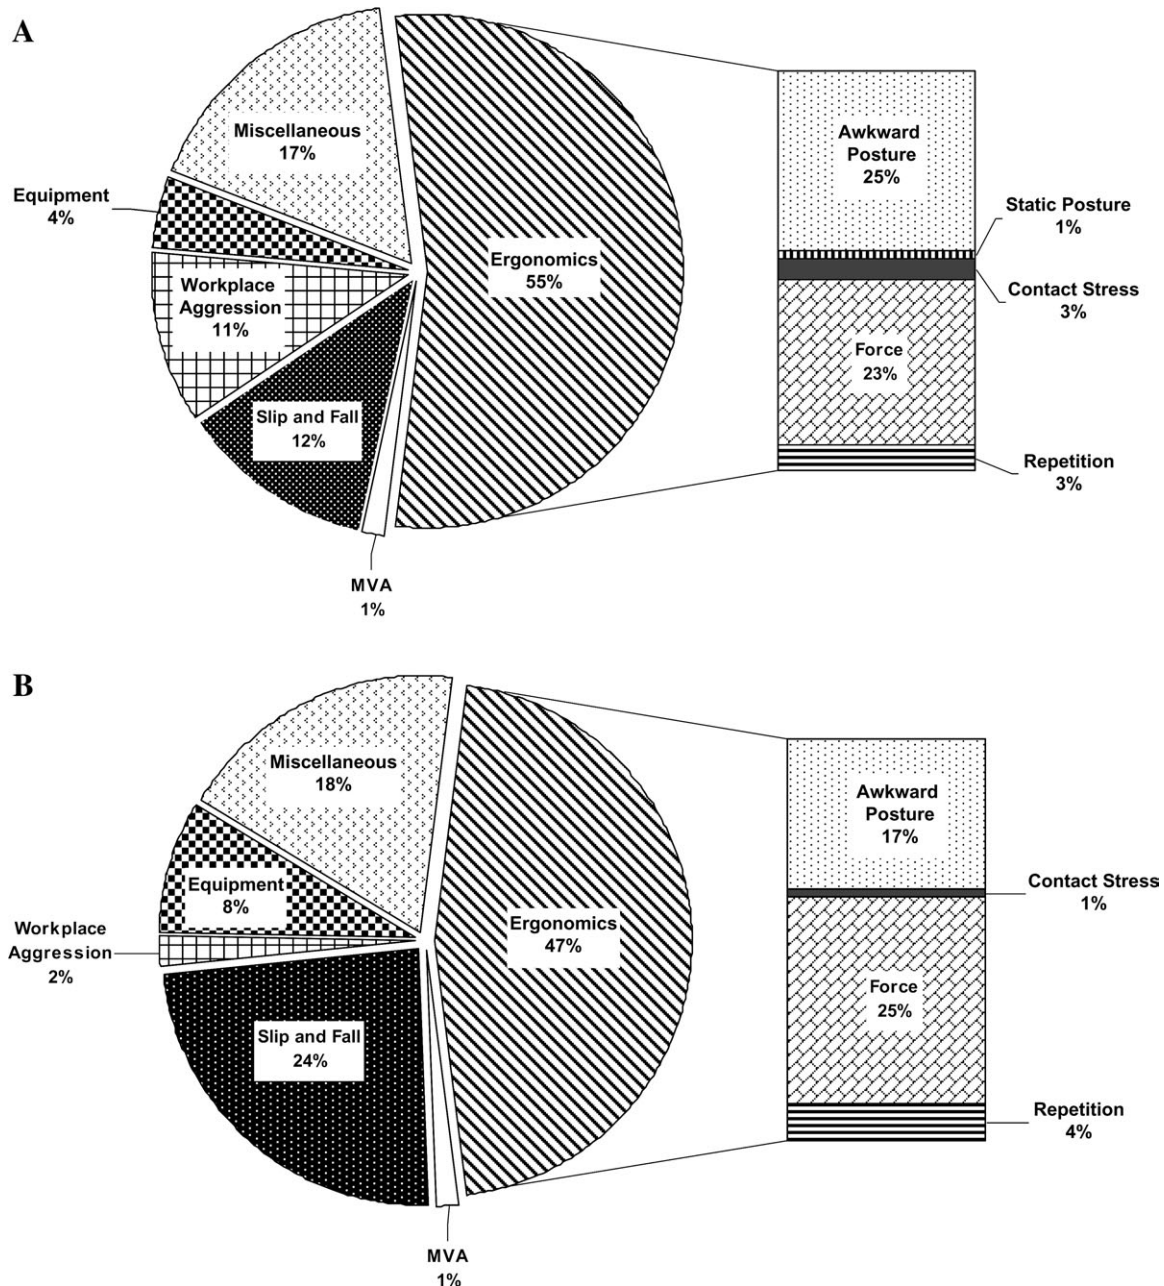 A
Miscellaneous
17%
Equipment
4%
Workplace
Aggression
11%
Slip and Fall
12%
MVA
1%
Ergonomics
55%
Awkward
Posture
25%
Static Posture
1%
Contact Stress
3%
Force
23%
Repetition
3%
B
Miscellaneous
18%
Equipment
8%
Workplace
Aggression
2%
Slip and Fall
24%
MVA
1%
Ergonomics
47%
Awkward
Posture
17%
Contact Stress
1%
Force
25%
Repetition
4%